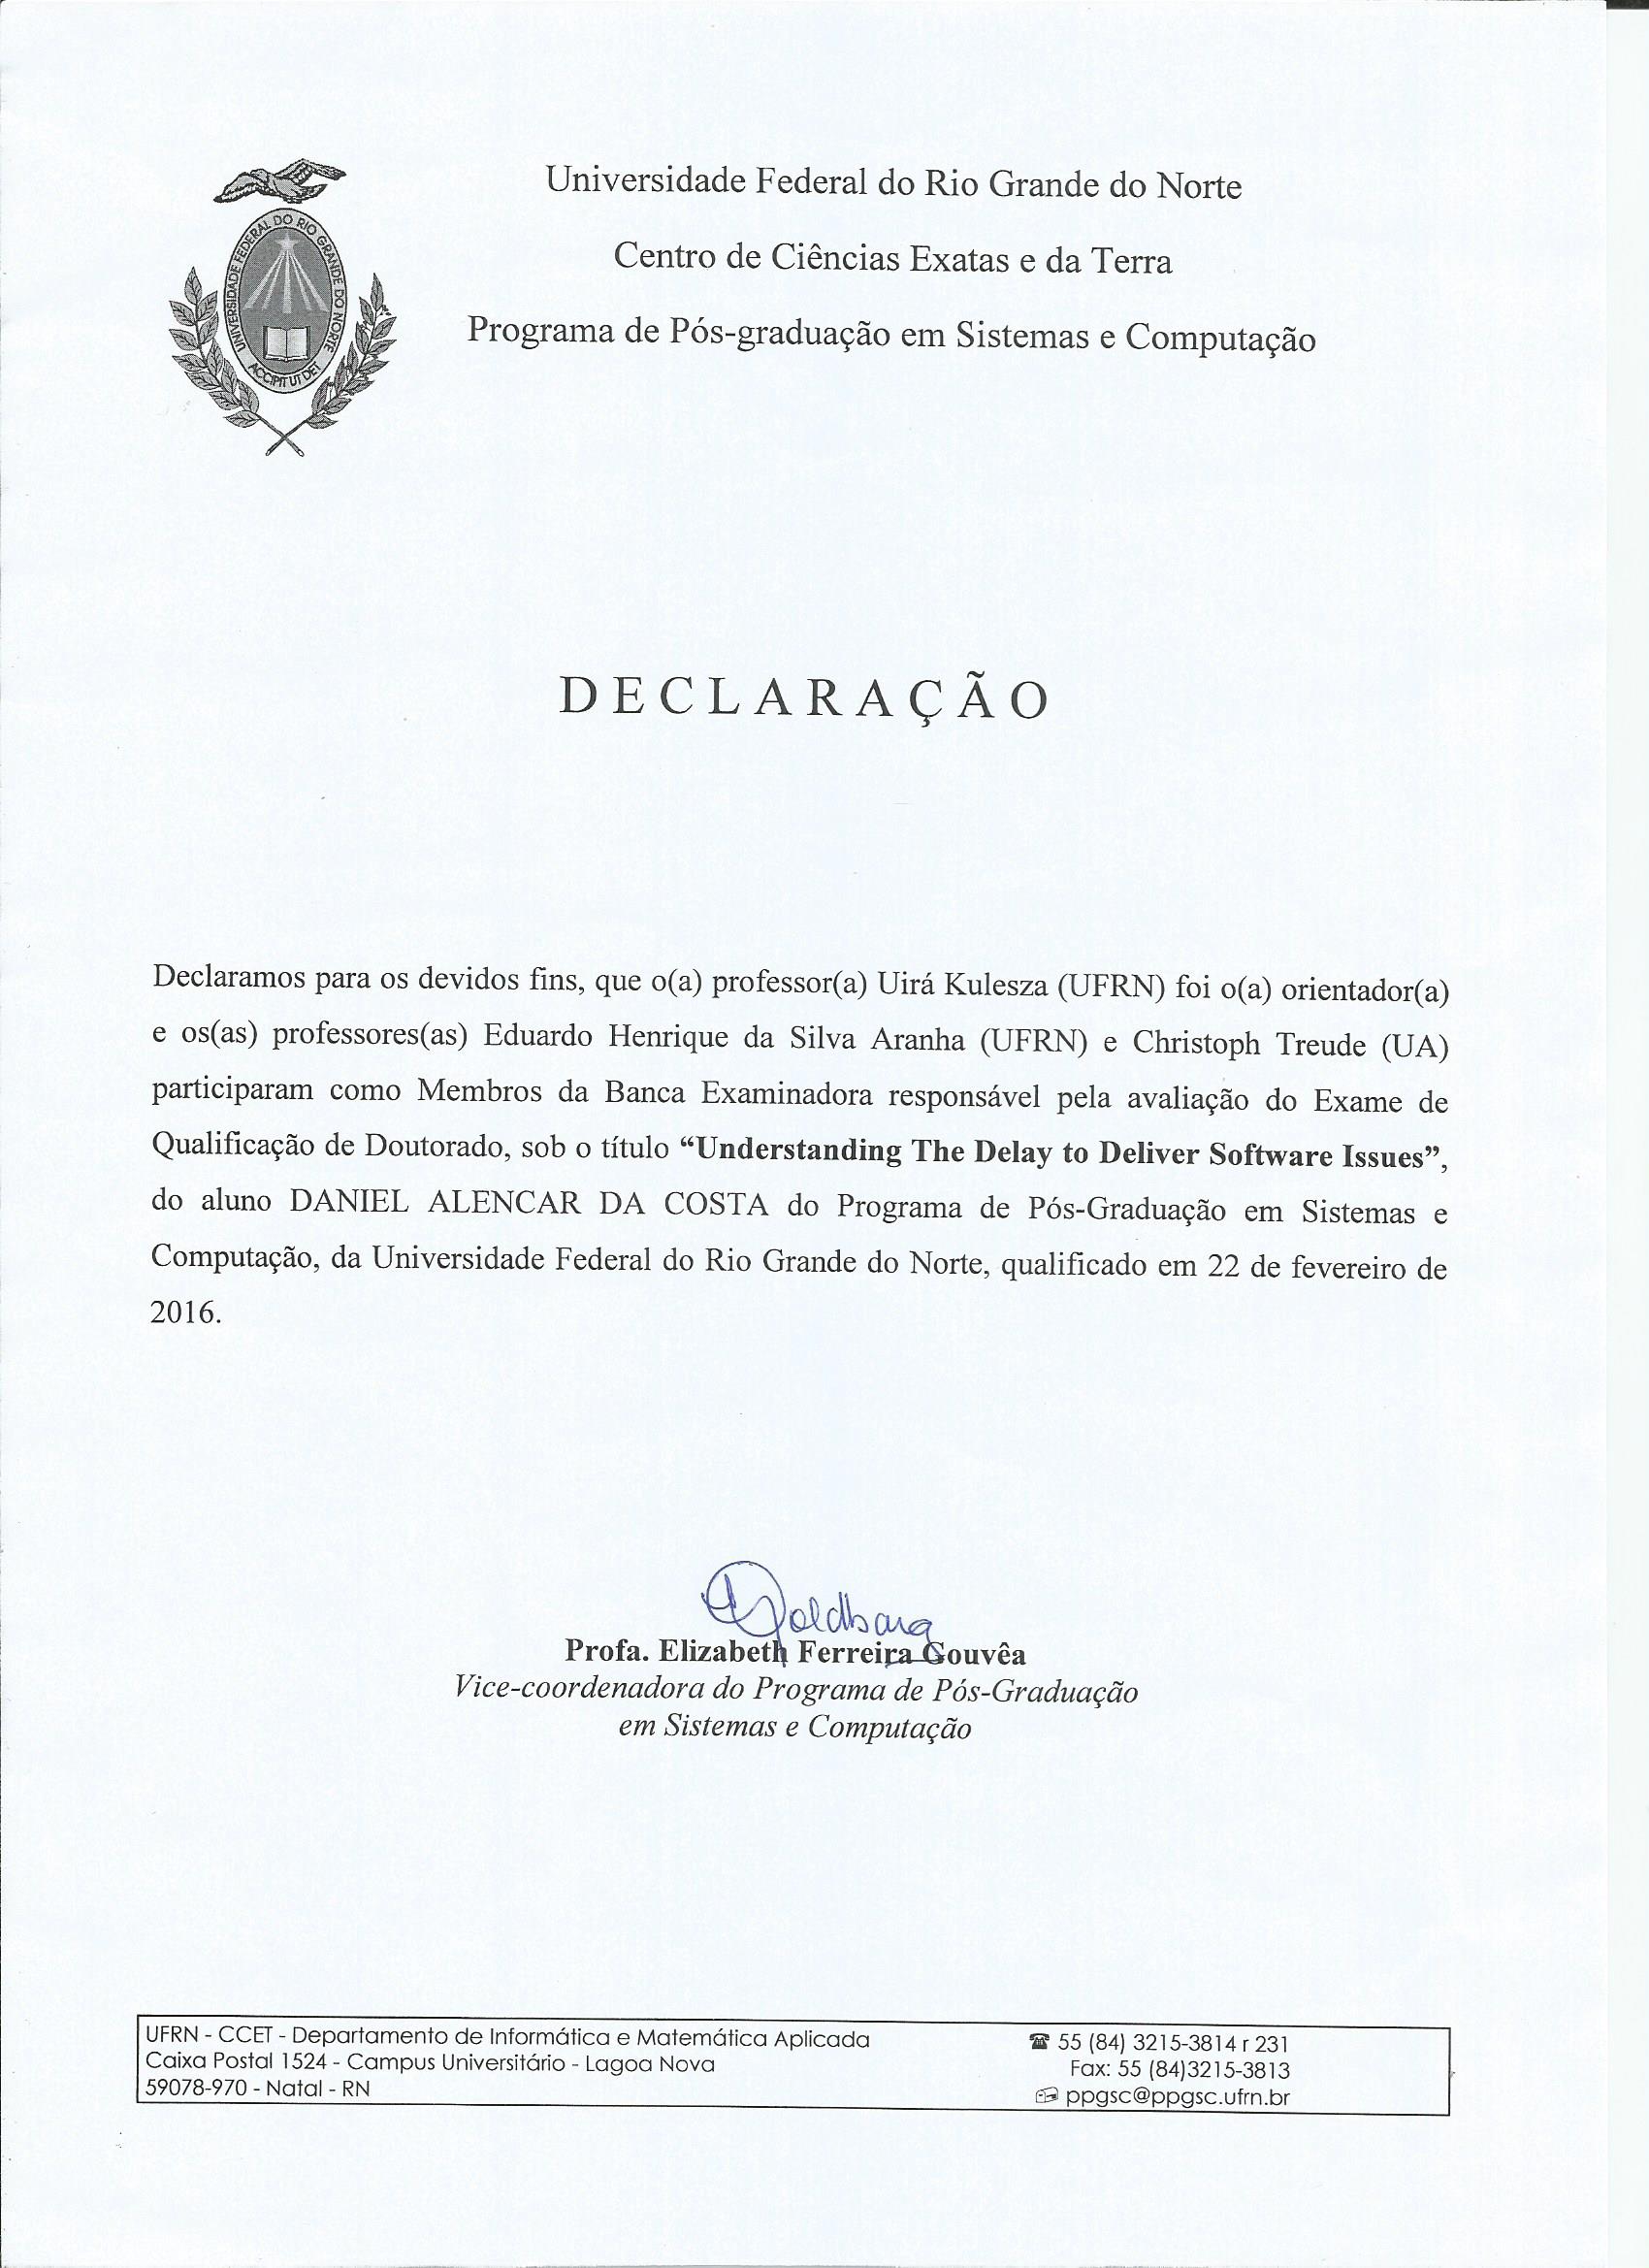 Universidade Federal do Rio Grande do Norte
Centro de Ciências Exatas e da Terra
Programa de Pós-graduação em Sistemas e Computação
UNIVERSIDADE FEDERAL DO RIO GRANDE DO NORTE
ACCIPIT UT DET
DECLARAÇÃO
Declaramos para os devidos fins, que o(a) professor(a) Uirá Kulesza (UFRN) foi o(a) orientador(a)
e os(as) professores(as) Eduardo Henrique da Silva Aranha (UFRN) e Christoph Treude (UA)
participaram como Membros da Banca Examinadora responsável pela avaliação do Exame de
Qualificação de Doutorado, sob o título “Understanding The Delay to Deliver Software Issues”,
do aluno DANIEL ALENCAR DA COSTA do Programa de Pós-Graduação em Sistemas e
Computação, da Universidade Federal do Rio Grande do Norte, qualificado em 22 de fevereiro de
2016.
Goldbarg
Profa. Elizabeth Ferreira Gouvêa
Vice-coordenadora do Programa de Pós-Graduação
em Sistemas e Computação
UFRN - CCET - Departamento de Informática e Matemática Aplicada
Caixa Postal 1524 - Campus Universitário - Lagoa Nova
59078-970 - Natal - RN
☎ 55 (84) 3215-3814 r 231
Fax: 55 (84)3215-3813
ppgsc@ppgsc.ufrn.br